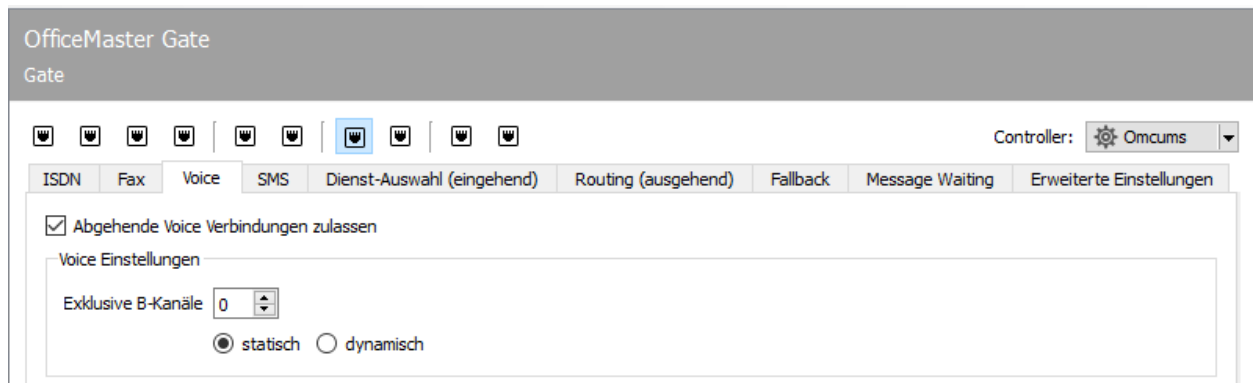 OfficeMaster Gate
Gate
Controller: Omcums
ISDN Fax Voice SMS Dienst-Auswahl (eingehend) Routing (ausgehend) Fallback Message Waiting Erweiterte Einstellungen
Abgehende Voice Verbindungen zulassen
Voice Einstellungen
Exklusive B-Kanäle 0
statisch dynamisch